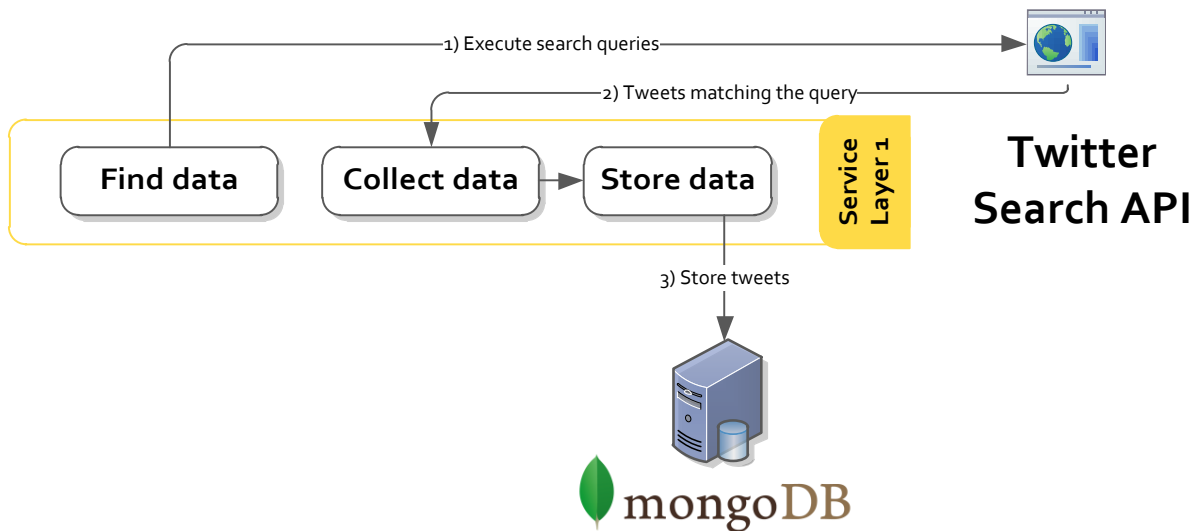 1) Execute search queries
2) Tweets matching the query
Find data
Collect data
Store data
Service
Layer 1
Twitter
Search API
3) Store tweets
mongoDB